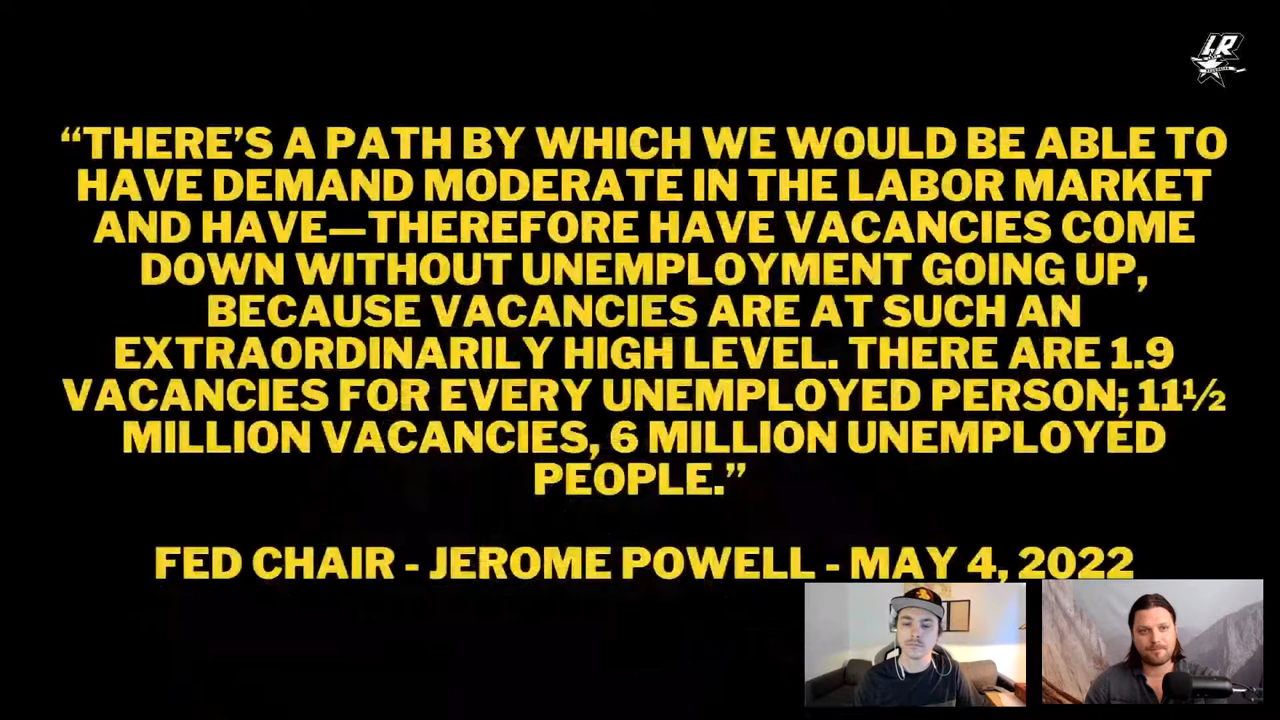 LR
“THERE’S A PATH BY WHICH WE WOULD BE ABLE TO
HAVE DEMAND MODERATE IN THE LABOR MARKET
AND HAVE—THEREFORE HAVE VACANCIES COME
DOWN WITHOUT UNEMPLOYMENT GOING UP,
BECAUSE VACANCIES ARE AT SUCH AN
EXTRAORDINARILY HIGH LEVEL. THERE ARE 1.9
VACANCIES FOR EVERY UNEMPLOYED PERSON; 11½
MILLION VACANCIES, 6 MILLION UNEMPLOYED
PEOPLE.”
FED CHAIR - JEROME POWELL - MAY 4, 2022